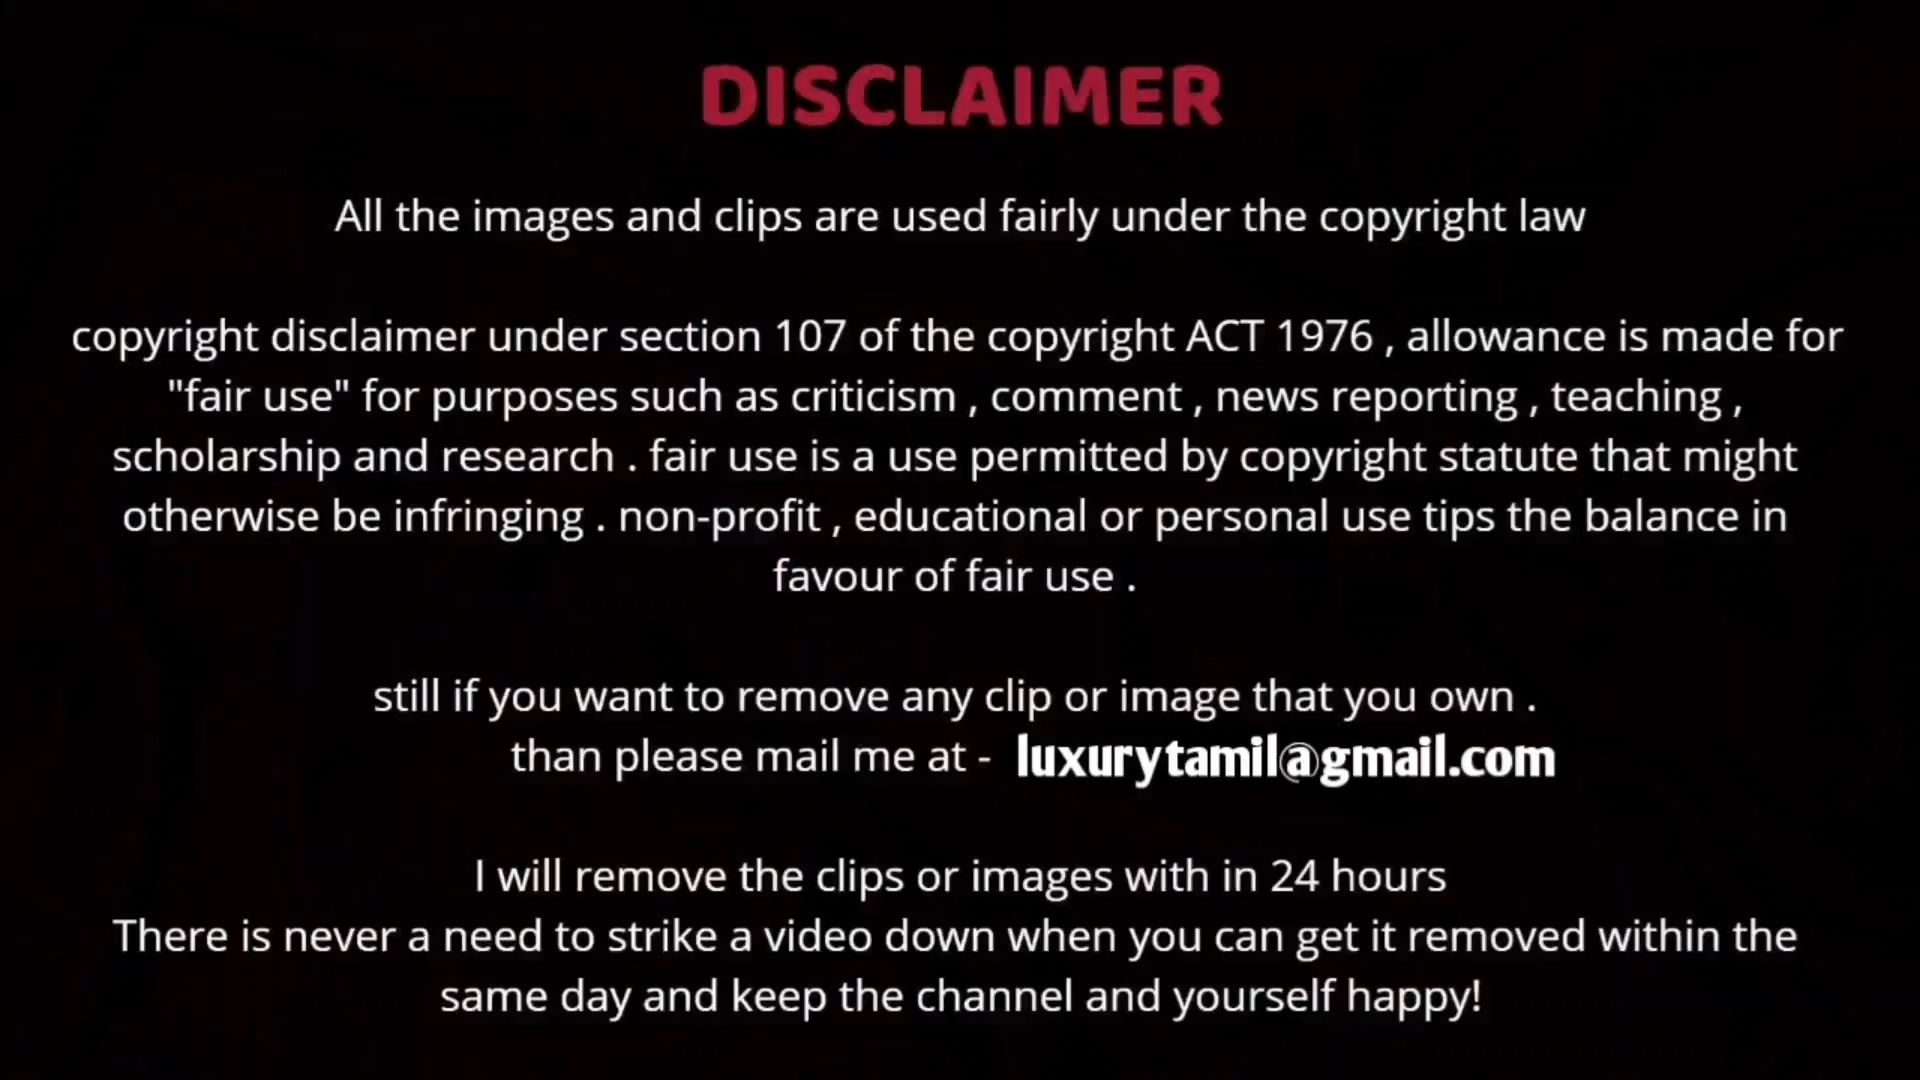 DISCLAIMER
All the images and clips are used fairly under the copyright law
copyright disclaimer under section 107 of the copyright ACT 1976 , allowance is made for
"fair use" for purposes such as criticism , comment , news reporting , teaching ,
scholarship and research . fair use is a use permitted by copyright statute that might
otherwise be infringing . non-profit , educational or personal use tips the balance in
favour of fair use .
still if you want to remove any clip or image that you own .
than please mail me at - luxurytamil@gmail.com
I will remove the clips or images with in 24 hours
There is never a need to strike a video down when you can get it removed within the
same day and keep the channel and yourself happy!